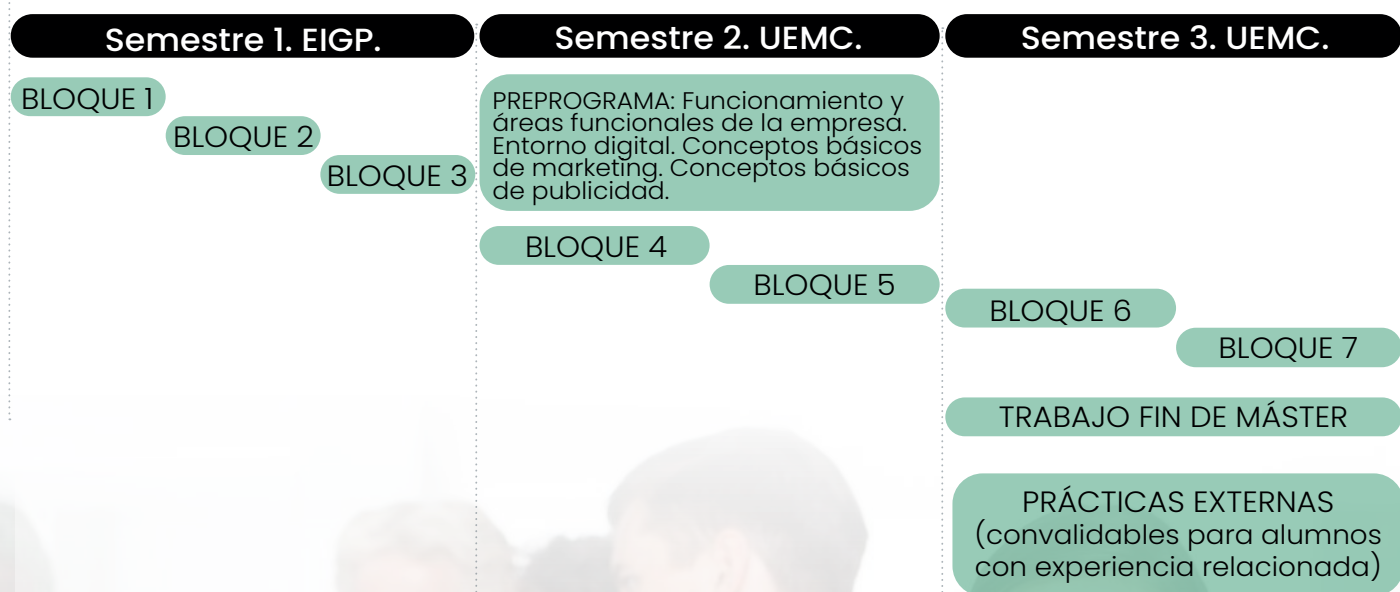 Semestre 1. EIGP.
Semestre 2. UEMC.
Semestre 3. UEMC.
BLOQUE 1
BLOQUE 2
BLOQUE 3
PREPROGRAMA: Funcionamiento y
áreas funcionales de la empresa.
Entorno digital. Conceptos básicos
de marketing. Conceptos básicos
de publicidad.
BLOQUE 4
BLOQUE 5
BLOQUE 6
BLOQUE 7
TRABAJO FIN DE MÁSTER
PRÁCTICAS EXTERNAS
(convalidables para alumnos
con experiencia relacionada)